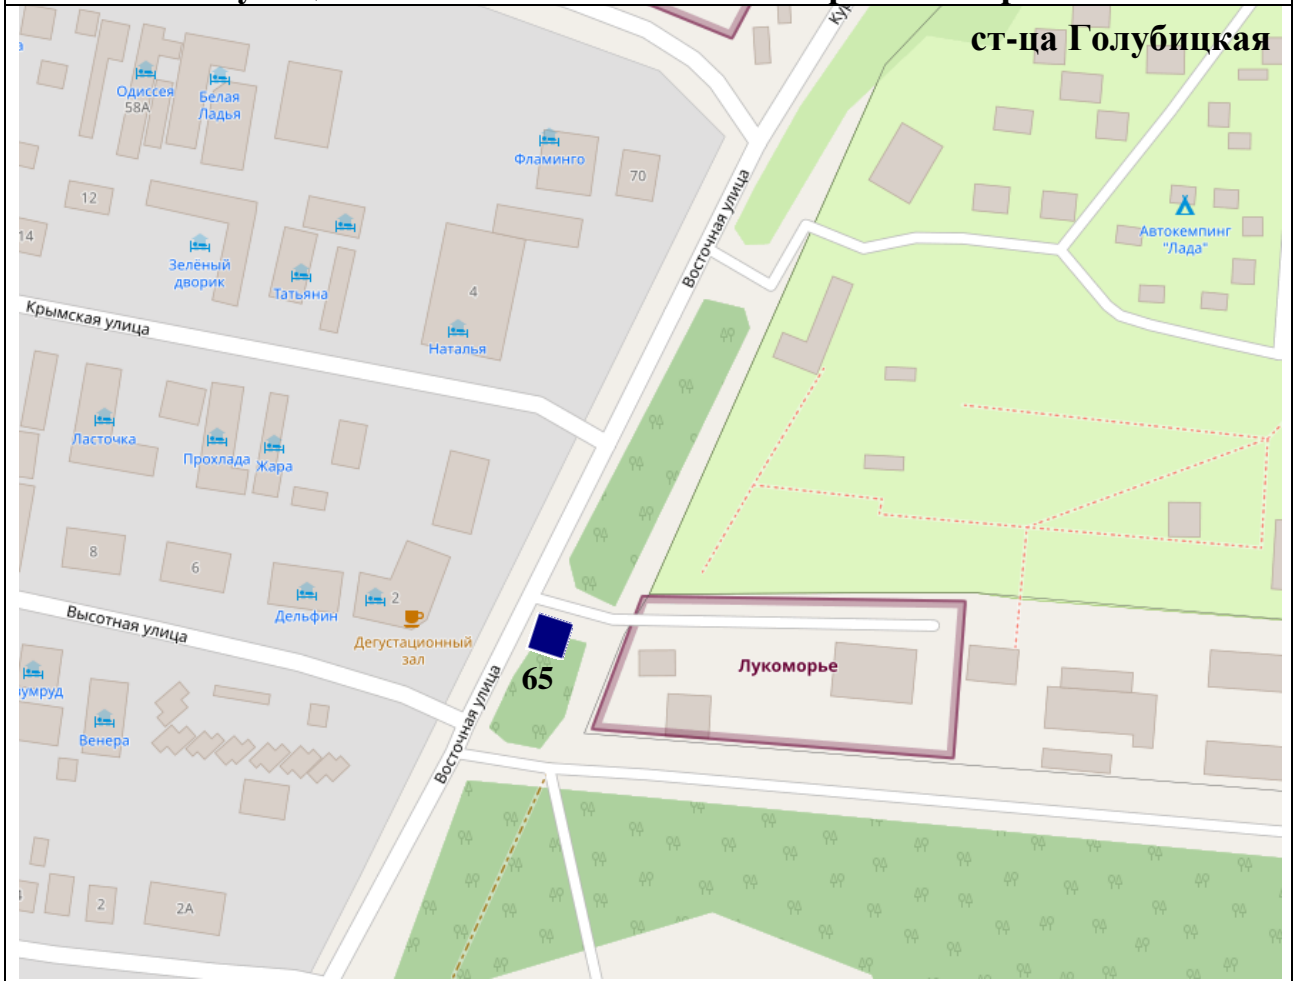 ст-ца Голубицкая
Одиссея
58А
Белая
Ладья
Фламинго
70
12
14
Восточная улица
Автокемпинг
"Лада"
Зелёный
дворик
Татьяна
4
Наталья
Крымская улица
Ласточка
Прохлада
Жара
8
6
2
Дельфин
Дегустационный
зал
Высотная улица
65
Лукоморье
Восточная улица
Венера
2
2А